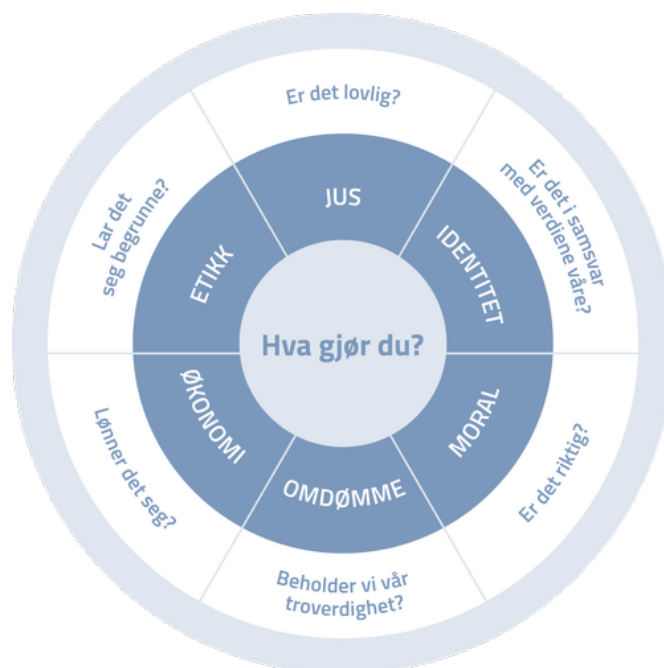 Er det lovlig?
JUS
Er det i samsvar
med verdiene våre?
IDENTITET
Er det riktig?
MORAL
Beholder vi vår
troverdighet?
OMDØMME
Lønner det seg?
ØKONOMI
Lar det
seg begrunne?
ETIKK
Hva gjør du?